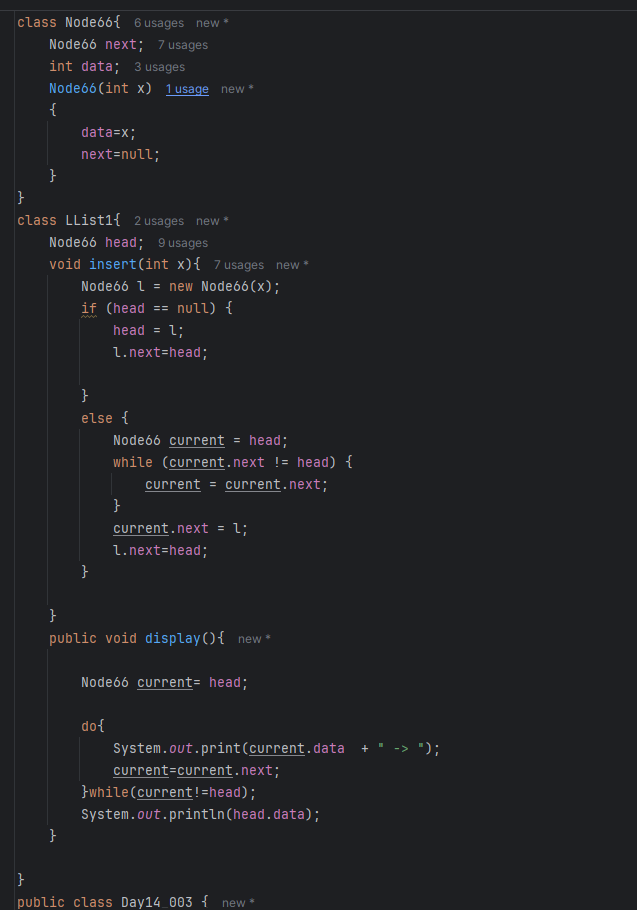 class Node66{ 6 usages new *
Node66 next; 7 usages
int data; 3 usages
Node66(int x) 1 usage new *
{
data=x;
next=null;
}
}
class LList1{ 2 usages new *
Node66 head; 9 usages
void insert(int x){ 7 usages new *
Node66 l = new Node66(x);
if (head == null) {
head = l;
l.next=head;
}
else {
Node66 current = head;
while (current.next != head) {
current = current.next;
}
current.next = l;
l.next=head;
}
}
public void display(){ new *
Node66 current= head;
do{
System.out.print(current.data  + " -> ");
current=current.next;
}while(current!=head);
System.out.println(head.data);
}
}
public class Day14_003 { new *